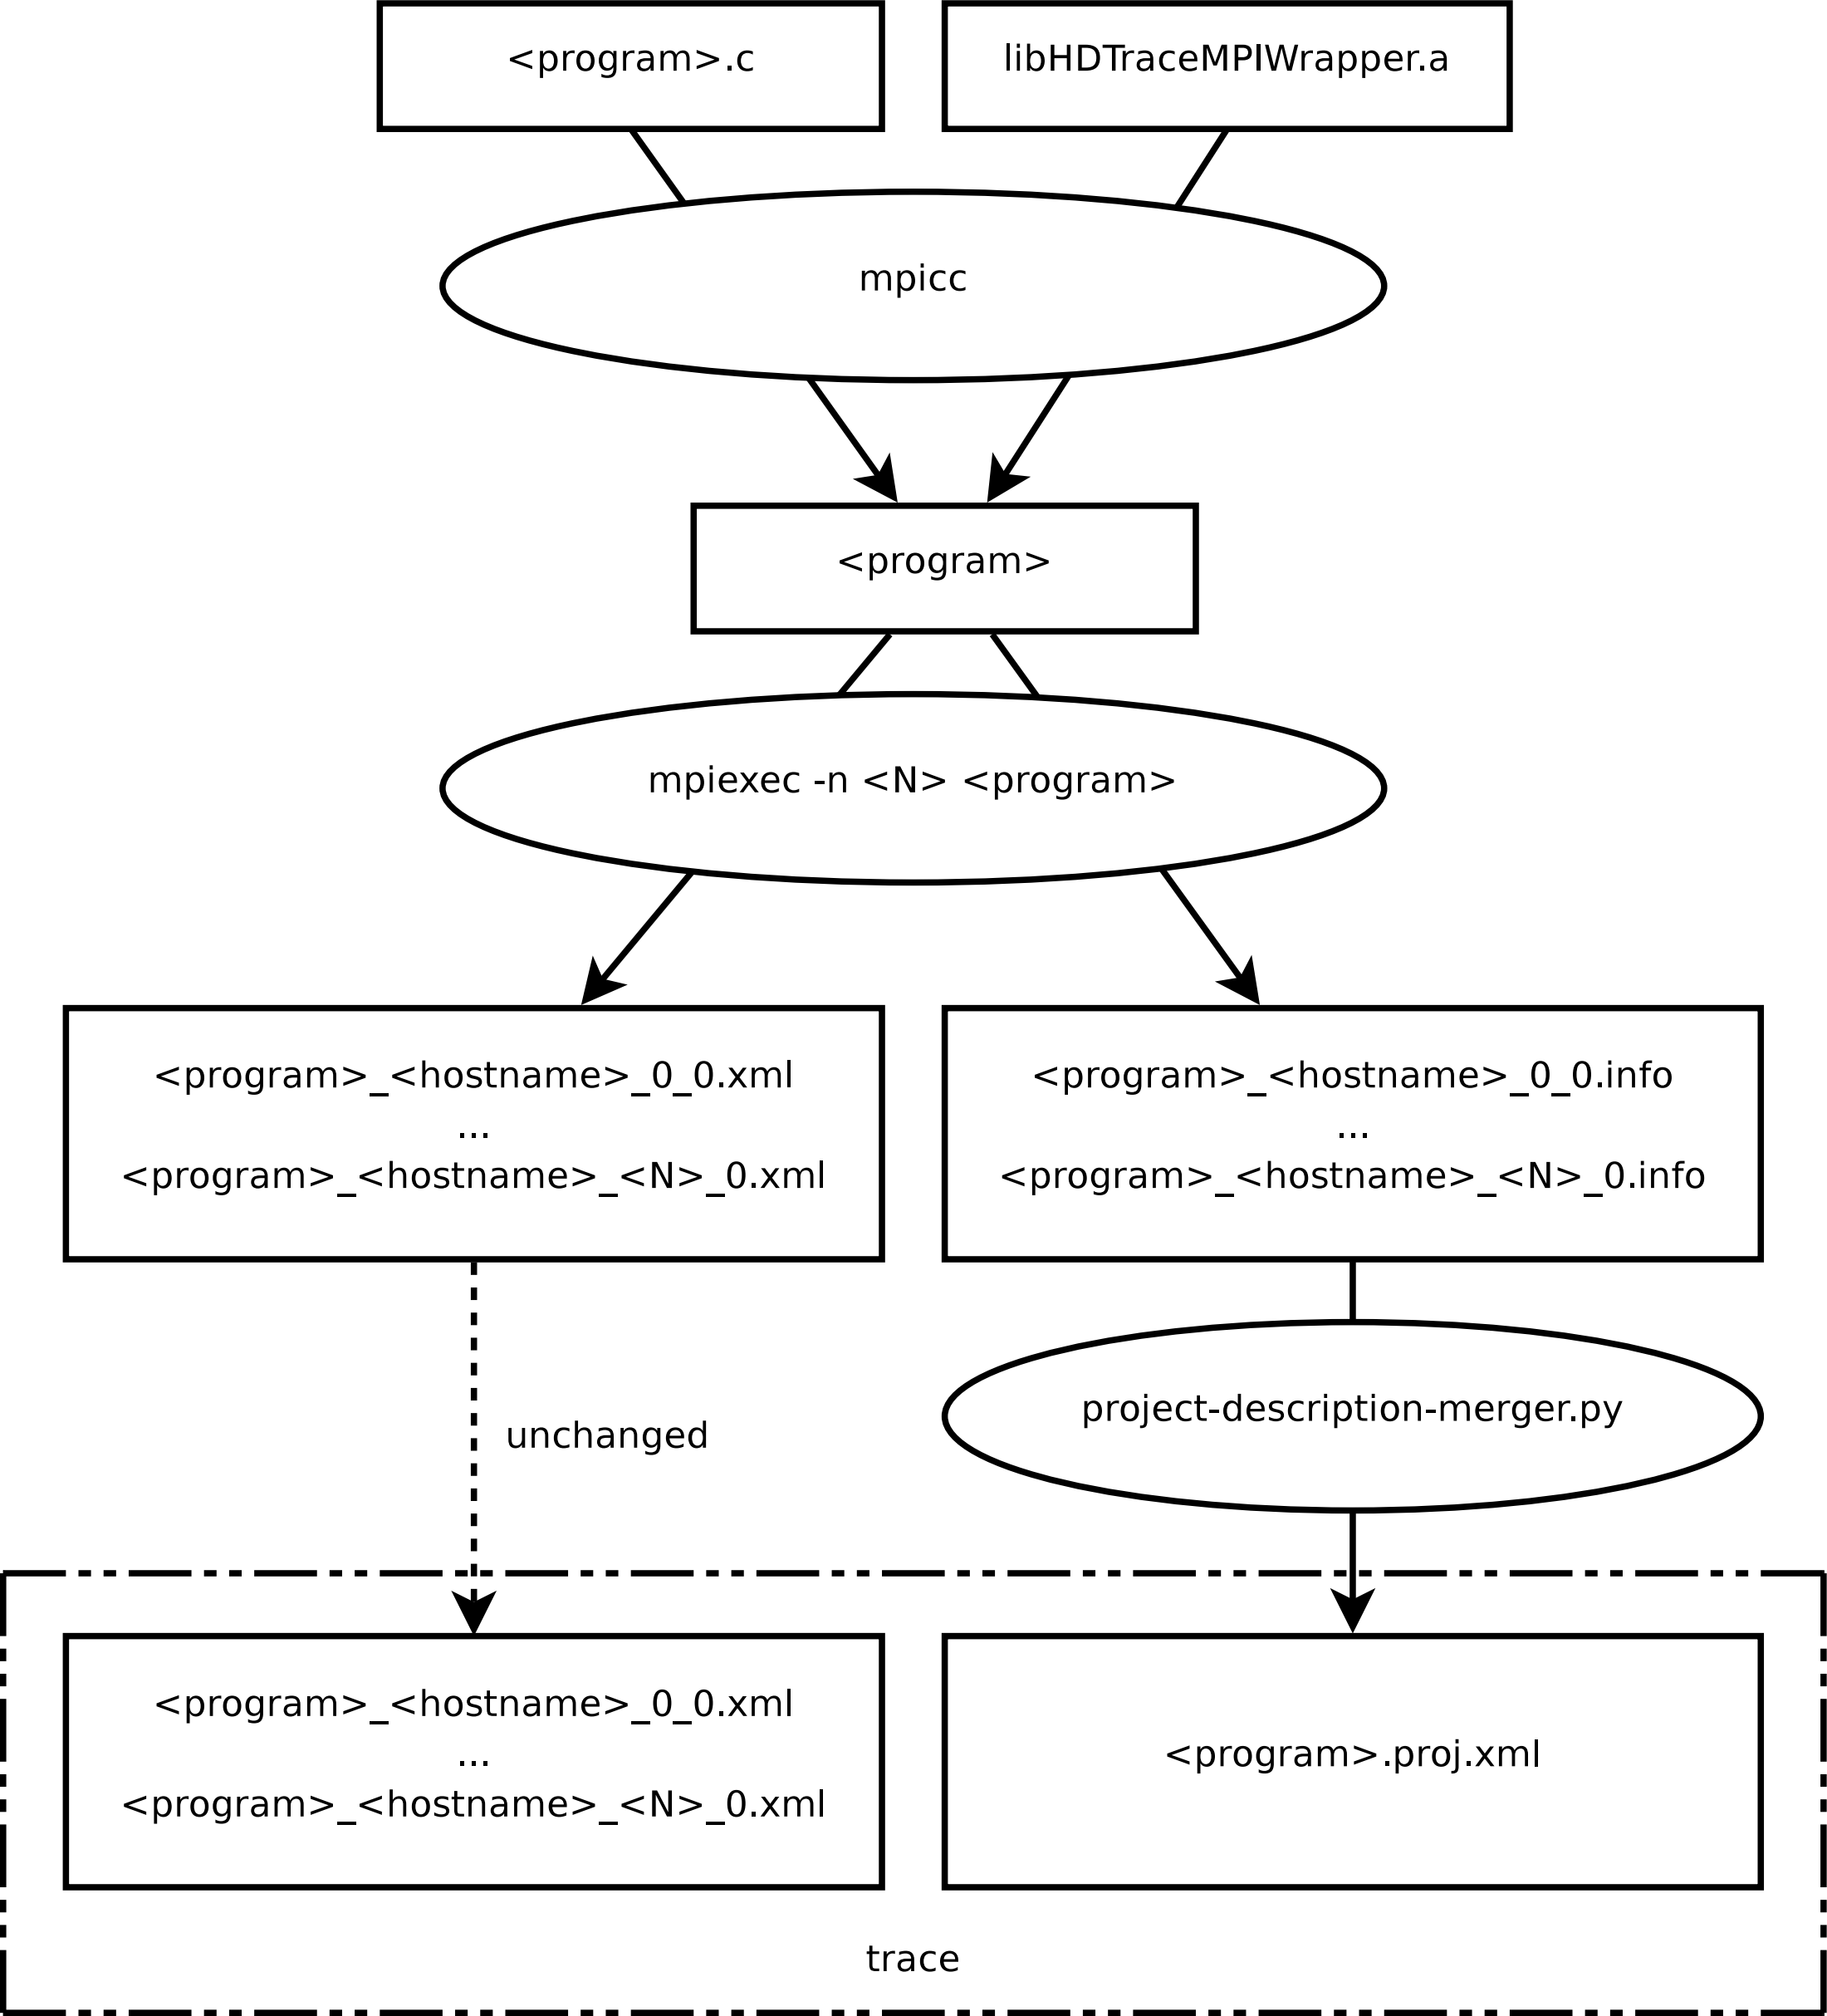 <program>.c
libHDTraceMPIWrapper.a
mpicc
<program>
mpiexec -n <N> <program>
<program>_<hostname>_0_0.xml
...
<program>_<hostname>_<N>_0.xml
<program>_<hostname>_0_0.info
...
<program>_<hostname>_<N>_0.info
unchanged
project-description-merger.py
<program>_<hostname>_0_0.xml
...
<program>_<hostname>_<N>_0.xml
<program>.proj.xml
trace